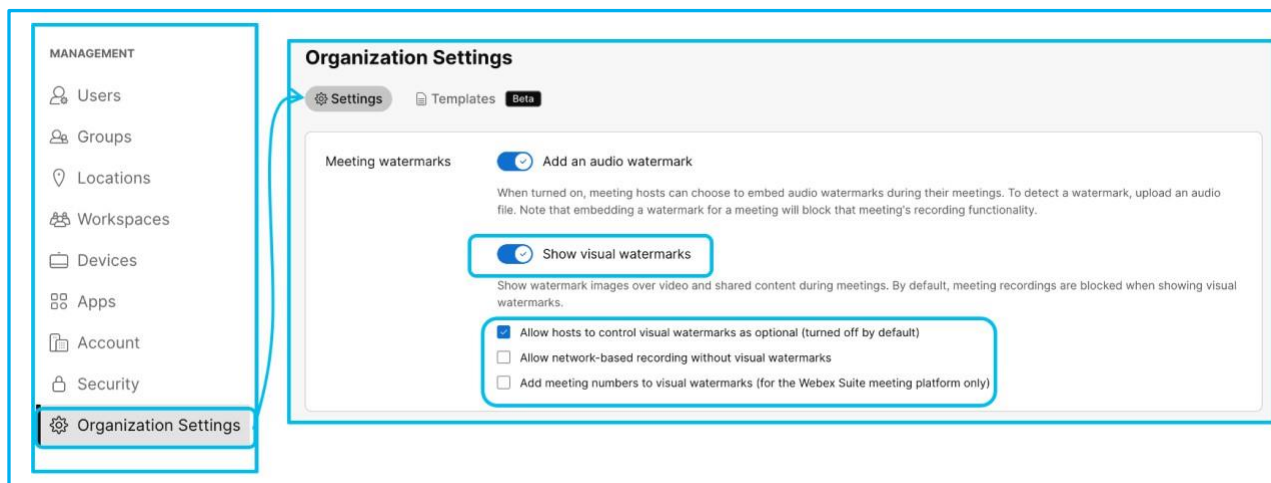 MANAGEMENT
Users
Groups
Locations
Workspaces
Devices
Apps
Account
Security
Organization Settings
Organization Settings
Settings
Templates Beta
Meeting watermarks
Add an audio watermark
When turned on, meeting hosts can choose to embed audio watermarks during their meetings. To detect a watermark, upload an audio
file. Note that embedding a watermark for a meeting will block that meeting's recording functionality.
Show visual watermarks
Show watermark images over video and shared content during meetings. By default, meeting recordings are blocked when showing visual
watermarks.
Allow hosts to control visual watermarks as optional (turned off by default)
Allow network-based recording without visual watermarks
Add meeting numbers to visual watermarks (for the Webex Suite meeting platform only)